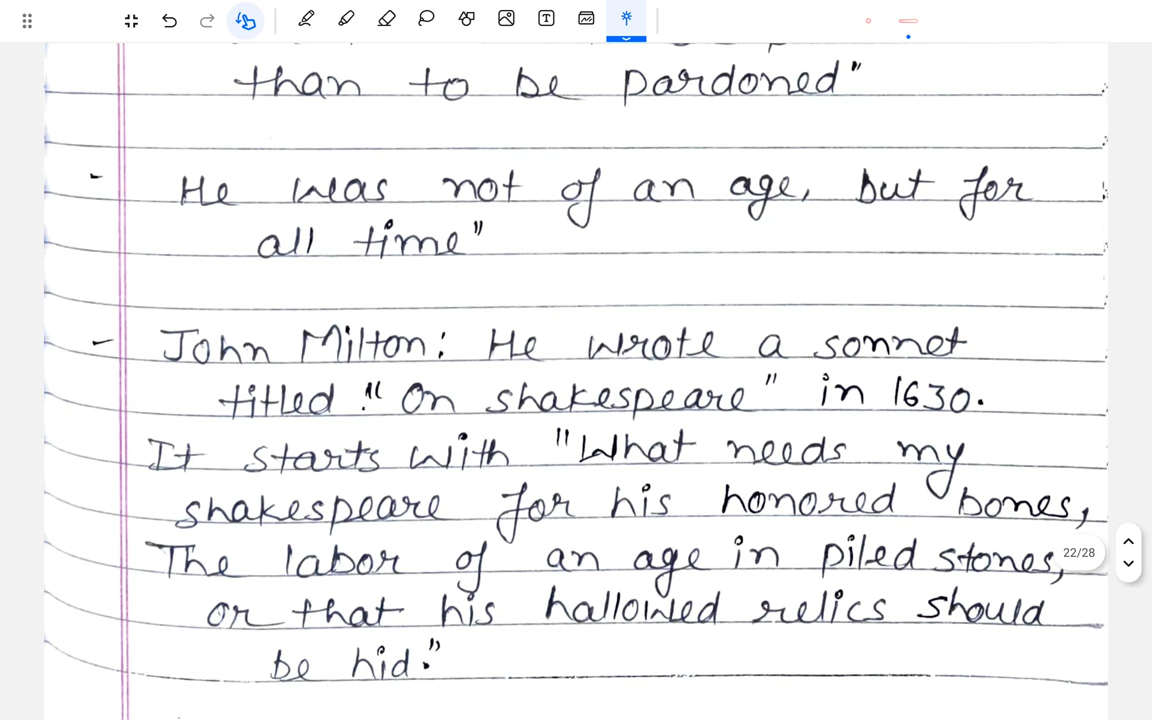 than to be pardoned"
- He was not of an age, but for
all time"
- John Milton: He wrote a sonnet
titled "On shakespeare" in 1630.
It starts with "What needs my
shakespeare for his honored bones,
The labor of an age in piled stones,
22/28
or that his hallowed relics should
be hid."